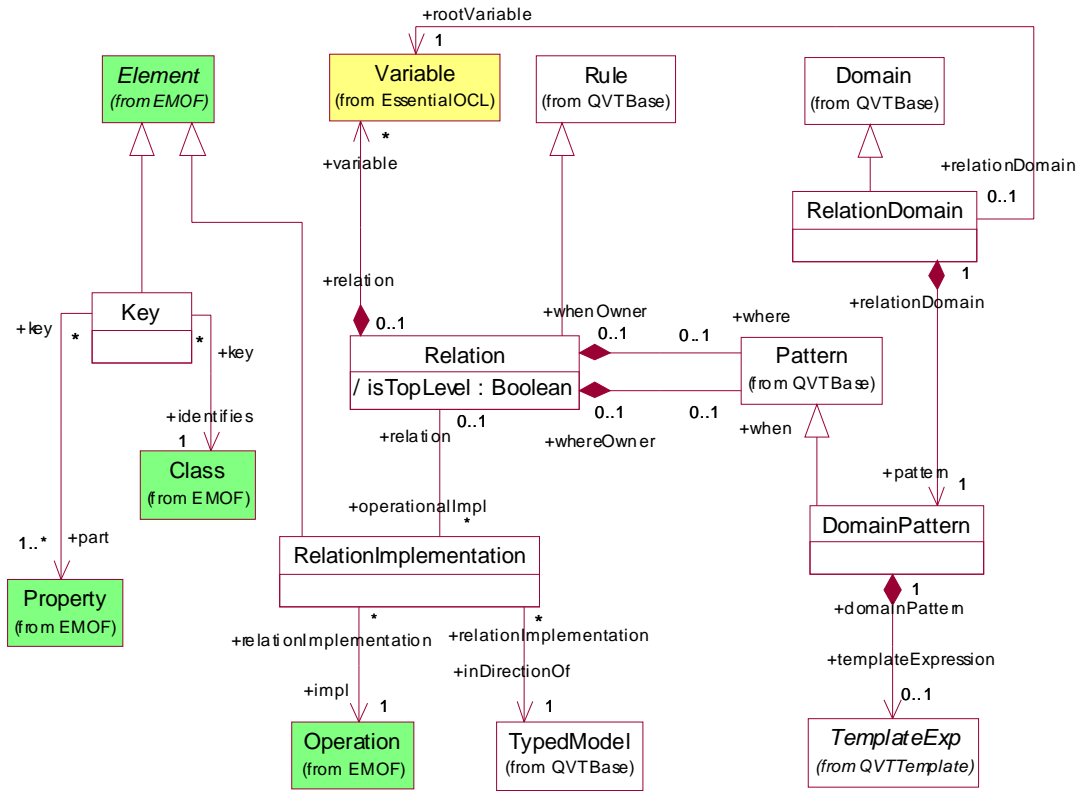 +rootVariable
1
Element
(from EMOF)
Variable
(from EssentialOCL)
Rule
(from QVTBase)
Domain
(from QVTBase)
*
+variable
+relationDomain
0..1
RelationDomain
+relation
0..1
1
+relationDomain
Key
+key
*
*
+key
+whenOwner
0..1
0..1
+where
Relation
/ isTopLevel : Boolean
Pattern
(from QVTBase)
0..1
0..1
+when
+whereOwner
0..1
+relation
+identifies
1
Class
(from EMOF)
+pattern
1
+operationalImpl
*
DomainPattern
1..*
+part
RelationImplementation
Property
(from EMOF)
1
+domainPattern
*
+relationImplementation
*
+relationImplementation
+templateExpression
0..1
+inDirectionOf
+impl
1
1
Operation
(from EMOF)
TypedModel
(from QVTBase)
TemplateExp
(from QVTTemplate)